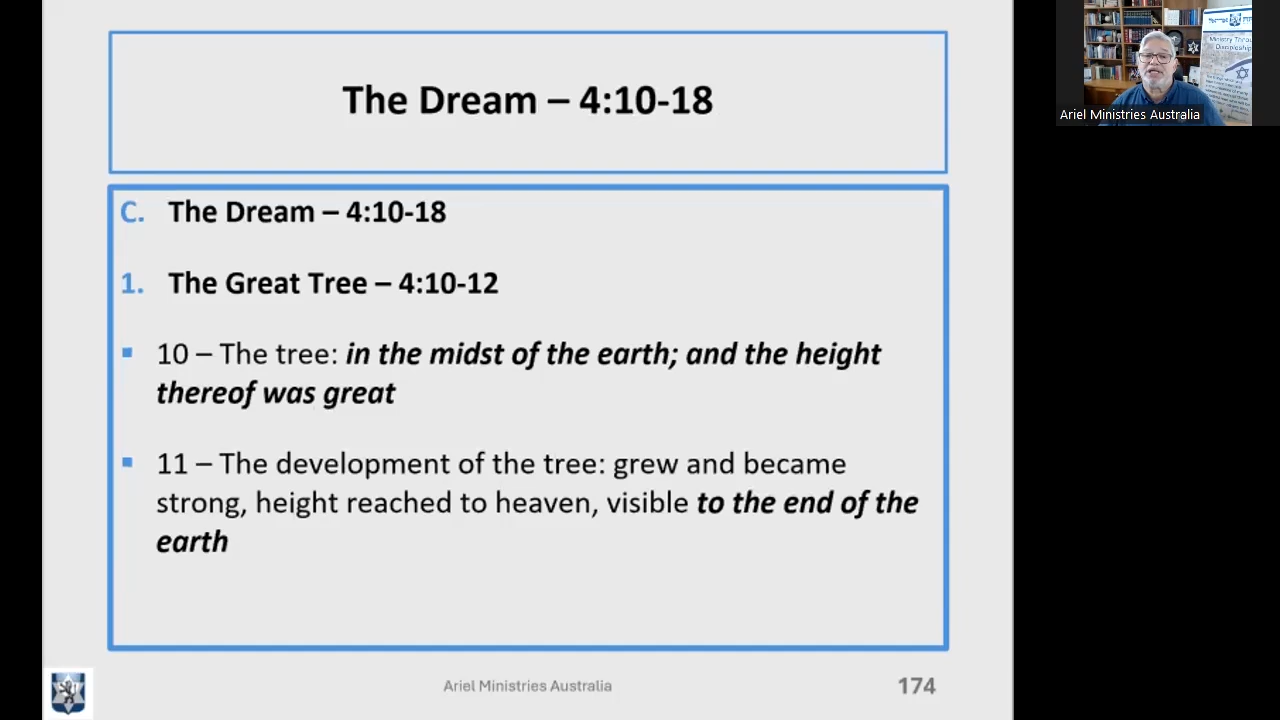 The Dream – 4:10-18
C. The Dream – 4:10-18
1. The Great Tree – 4:10-12
▪ 10 – The tree: in the midst of the earth; and the height
thereof was great
▪ 11 – The development of the tree: grew and became
strong, height reached to heaven, visible to the end of the
earth
Ariel Ministries Australia
174
Ministry Through
Discipleship
Ariel Ministries Australia